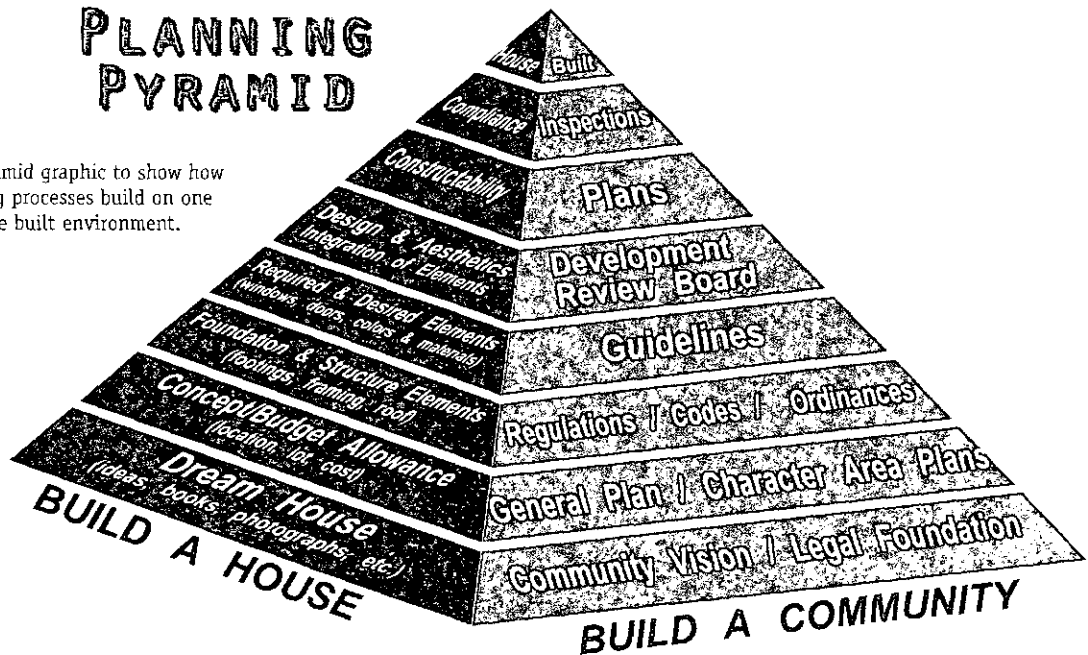 PLANNING
PYRAMID
mid graphic to show how
g processes build on one
e built environment.
House
Built
Compliance
Inspections
Constructability
Plans
Design & Aesthetics
Integration of Elements
Development
Review Board
Required & Desired Elements
(windows, doors, colors & materials)
Guidelines
Foundation & Structure Elements
(footings, framing, roof)
Regulations / Codes / Ordinances
Concept/Budget Allowance
(location, lot, cost)
General Plan / Character Area Plans
Dream House
(ideas, books, photographs, etc.)
Community Vision / Legal Foundation
BUILD A HOUSE
BUILD A COMMUNITY